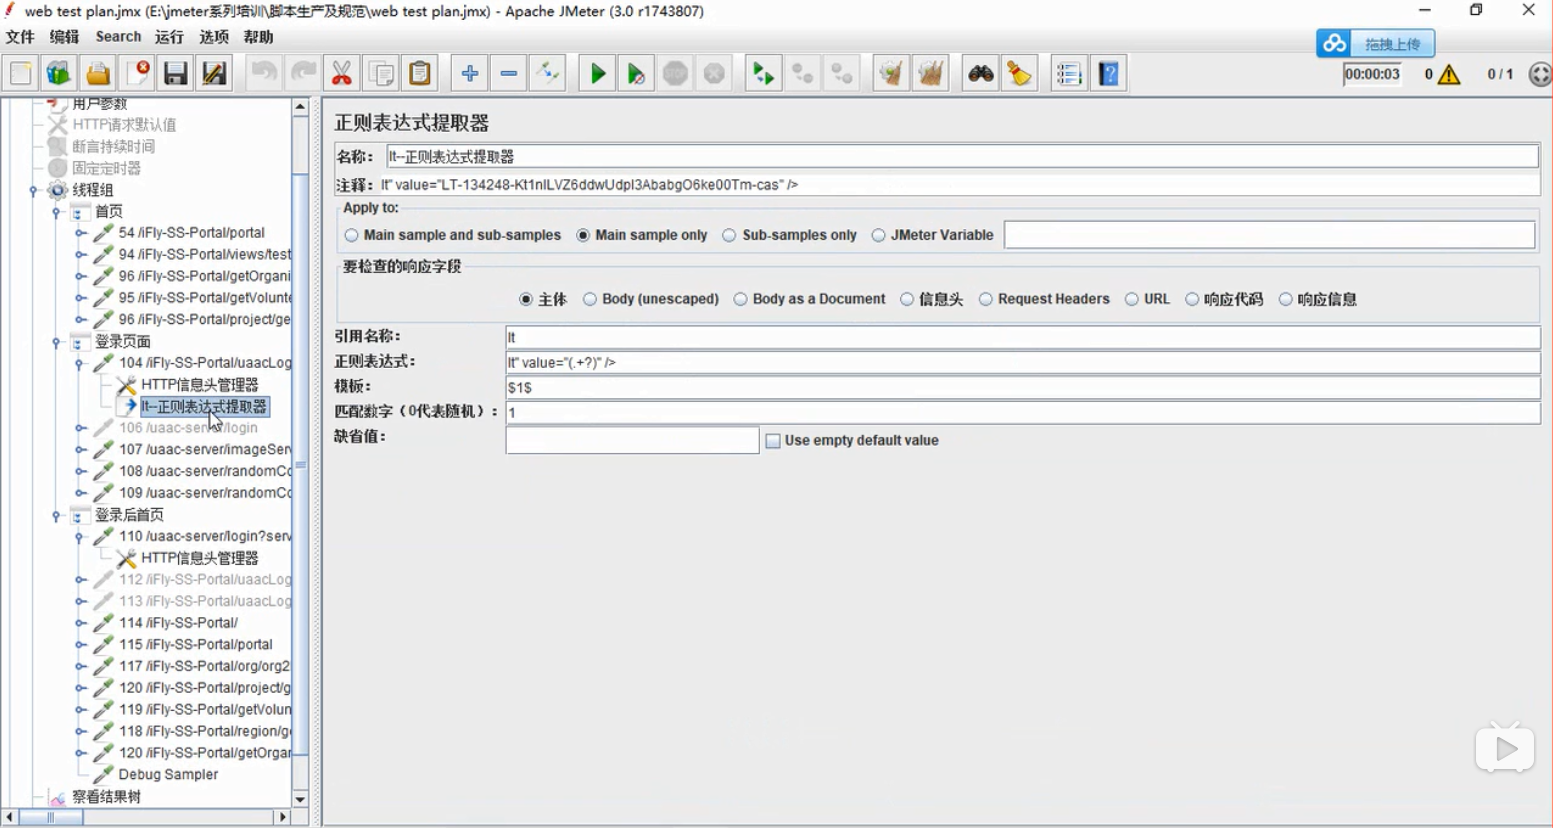 web test plan.jmx (E:\jmeter系列培训\脚本生产及规范\web test plan.jmx) - Apache JMeter (3.0 r1743807)
文件 编辑 Search 运行 选项 帮助
拖拽上传
00:00:03 0 0 / 1
用户参数
HTTP请求默认值
断言持续时间
固定定时器
线程组
首页
54 /iFly-SS-Portal/portal
94 /iFly-SS-Portal/views/test
96 /iFly-SS-Portal/getOrgani
95 /iFly-SS-Portal/getVolunte
96 /iFly-SS-Portal/project/ge
登录页面
104 /iFly-SS-Portal/uaacLog
HTTP信息头管理器
lt--正则表达式提取器
106 /uaac-server/login
107 /uaac-server/imageSer
108 /uaac-server/randomCo
109 /uaac-server/randomCo
登录后首页
110 /uaac-server/login?serv
HTTP信息头管理器
112 /iFly-SS-Portal/uaacLog
113 /iFly-SS-Portal/uaacLog
114 /iFly-SS-Portal/
115 /iFly-SS-Portal/portal
117 /iFly-SS-Portal/org/org2
120 /iFly-SS-Portal/project/g
119 /iFly-SS-Portal/getVolun
118 /iFly-SS-Portal/region/ge
120 /iFly-SS-Portal/getOrgar
Debug Sampler
察看结果树
正则表达式提取器
名称： lt--正则表达式提取器
注释： lt" value="LT-134248-Kt1nlLVZ6ddwUdpl3AbabgO6ke00Tm-cas" />
Apply to:
Main sample and sub-samples Main sample only Sub-samples only JMeter Variable
要检查的响应字段
主体 Body (unescaped) Body as a Document 信息头 Request Headers URL 响应代码 响应信息
引用名称： lt
正则表达式： lt" value="(.+?)" />
模板： $1$
匹配数字（0代表随机）： 1
缺省值： Use empty default value